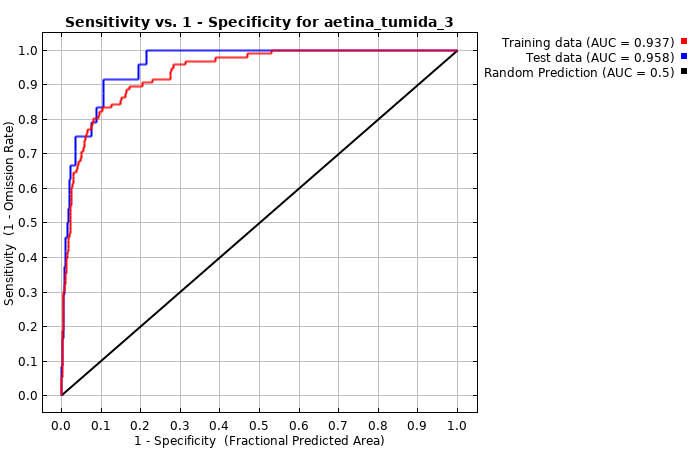 Sensitivity vs. 1 - Specificity for aetina_tumida_3
Training data (AUC = 0.937)
Test data (AUC = 0.958)
Random Prediction (AUC = 0.5)
Sensitivity (1 - Omission Rate)
1.0
0.9
0.8
0.7
0.6
0.5
0.4
0.3
0.2
0.1
0.0
0.0 0.1 0.2 0.3 0.4 0.5 0.6 0.7 0.8 0.9 1.0
1 - Specificity (Fractional Predicted Area)